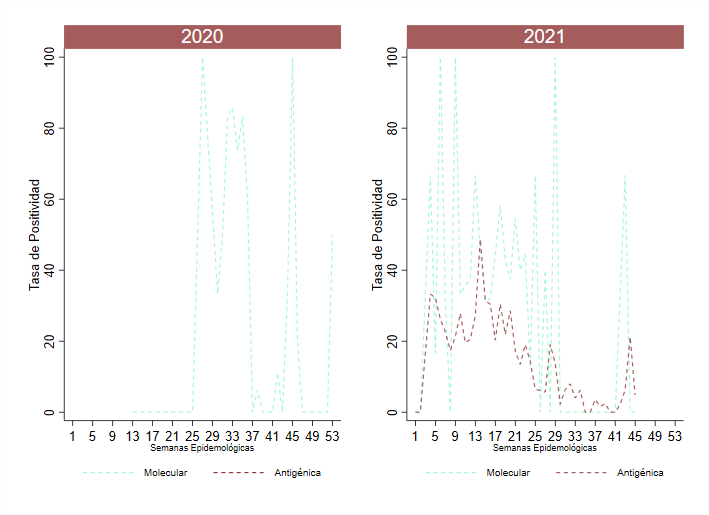 2020
Tasa de Positividad
0 20 40 60 80 100
1 5 9 13 17 21 25 29 33 37 41 45 49 53
Semanas Epidemológicas
Molecular Antigénica
2021
Tasa de Positividad
0 20 40 60 80 100
1 5 9 13 17 21 25 29 33 37 41 45 49 53
Semanas Epidemológicas
Molecular Antigénica